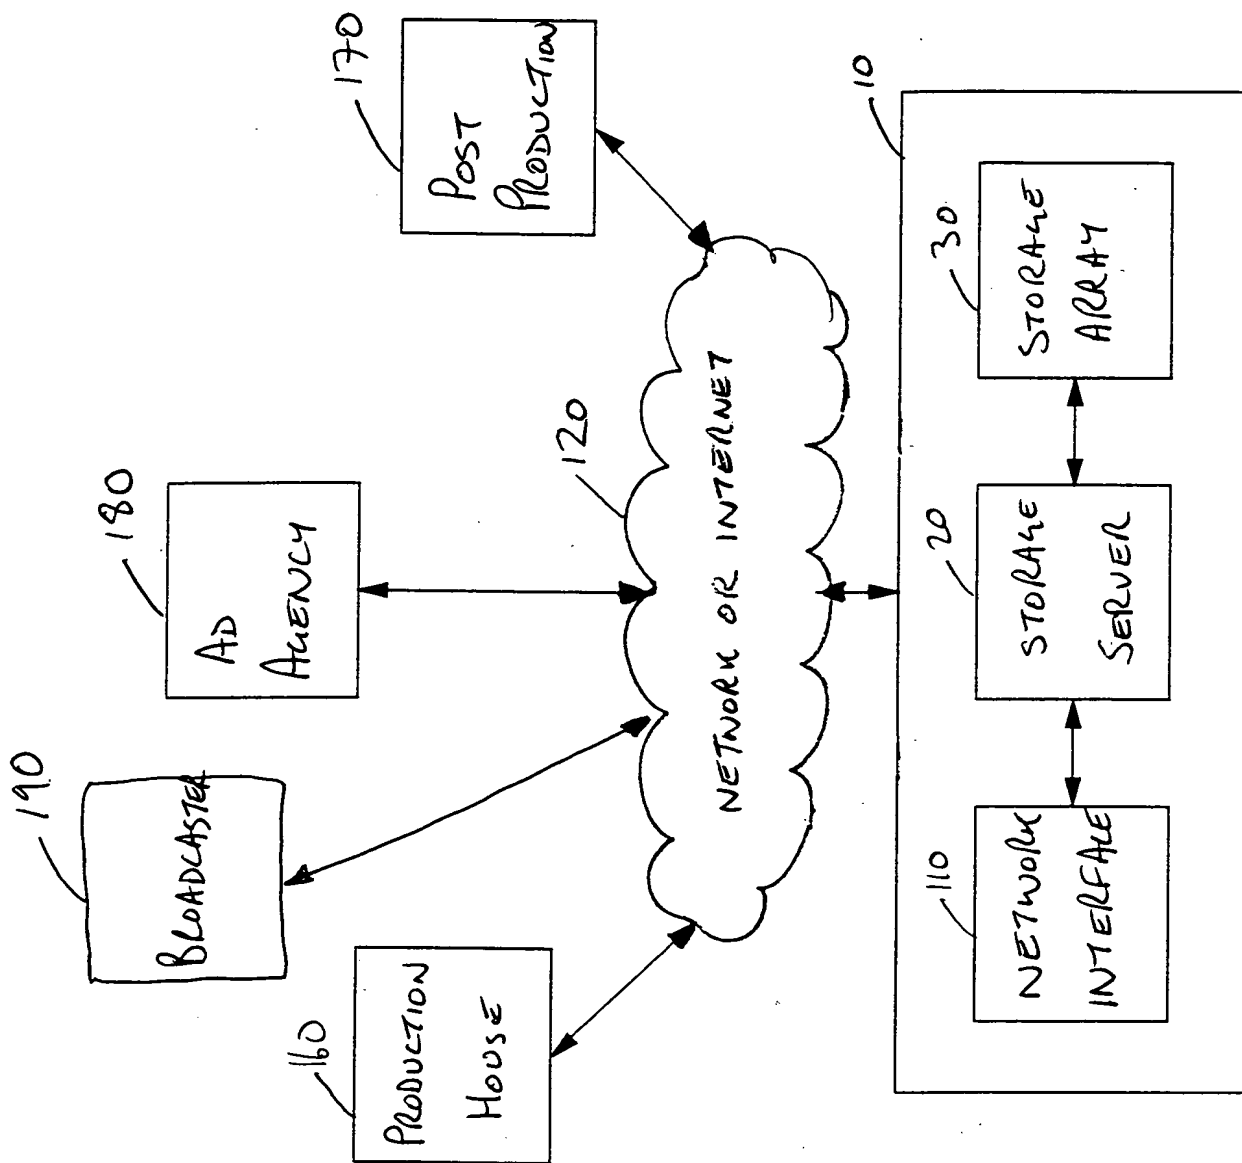 190
BROADCASTER
180
AD
AGENCY
170
POST
PRODUCTION
160
PRODUCTION
HOUSE
120
NETWORK OR INTERNET
10
110
NETWORK
INTERFACE
20
STORAGE
SERVER
30
STORAGE
ARRAY